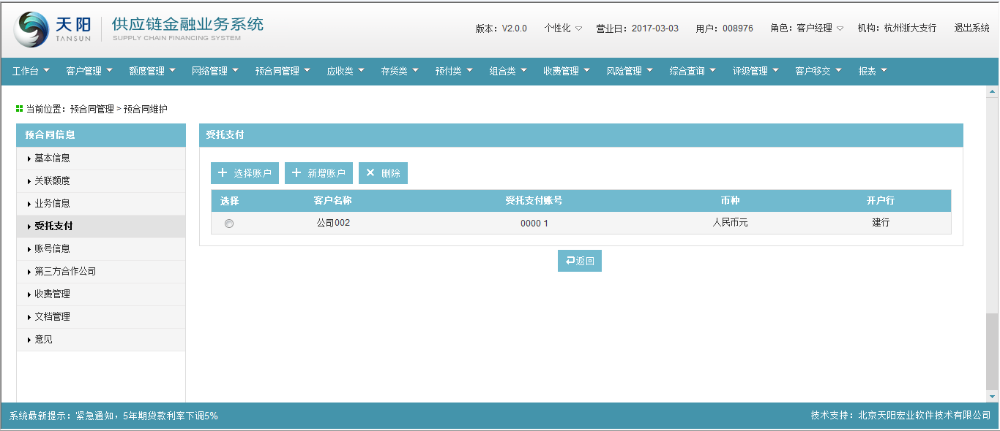 天阳 供应链金融业务系统
TANSUN SUPPLY CHAIN FINANCING SYSTEM
版本：V2.0.0 个性化 营业日：2017-03-03 用户：008976 角色：客户经理 机构：杭州浙大支行 退出系统
工作台 客户管理 额度管理 网络管理 预合同管理 应收类 存货类 预付类 组合类 收费管理 风险管理 综合查询 评级管理 客户移交 报表
当前位置：预合同管理 > 预合同维护
预合同信息
基本信息
关联额度
业务信息
受托支付
账号信息
第三方合作公司
收费管理
文档管理
意见
受托支付
选择账户 新增账户 删除
选择 客户名称 受托支付账号 币种 开户行
公司002 0000 1 人民币元 建行
返回
系统最新提示：紧急通知，5年期贷款利率下调5% 技术支持：北京天阳宏业软件技术有限公司